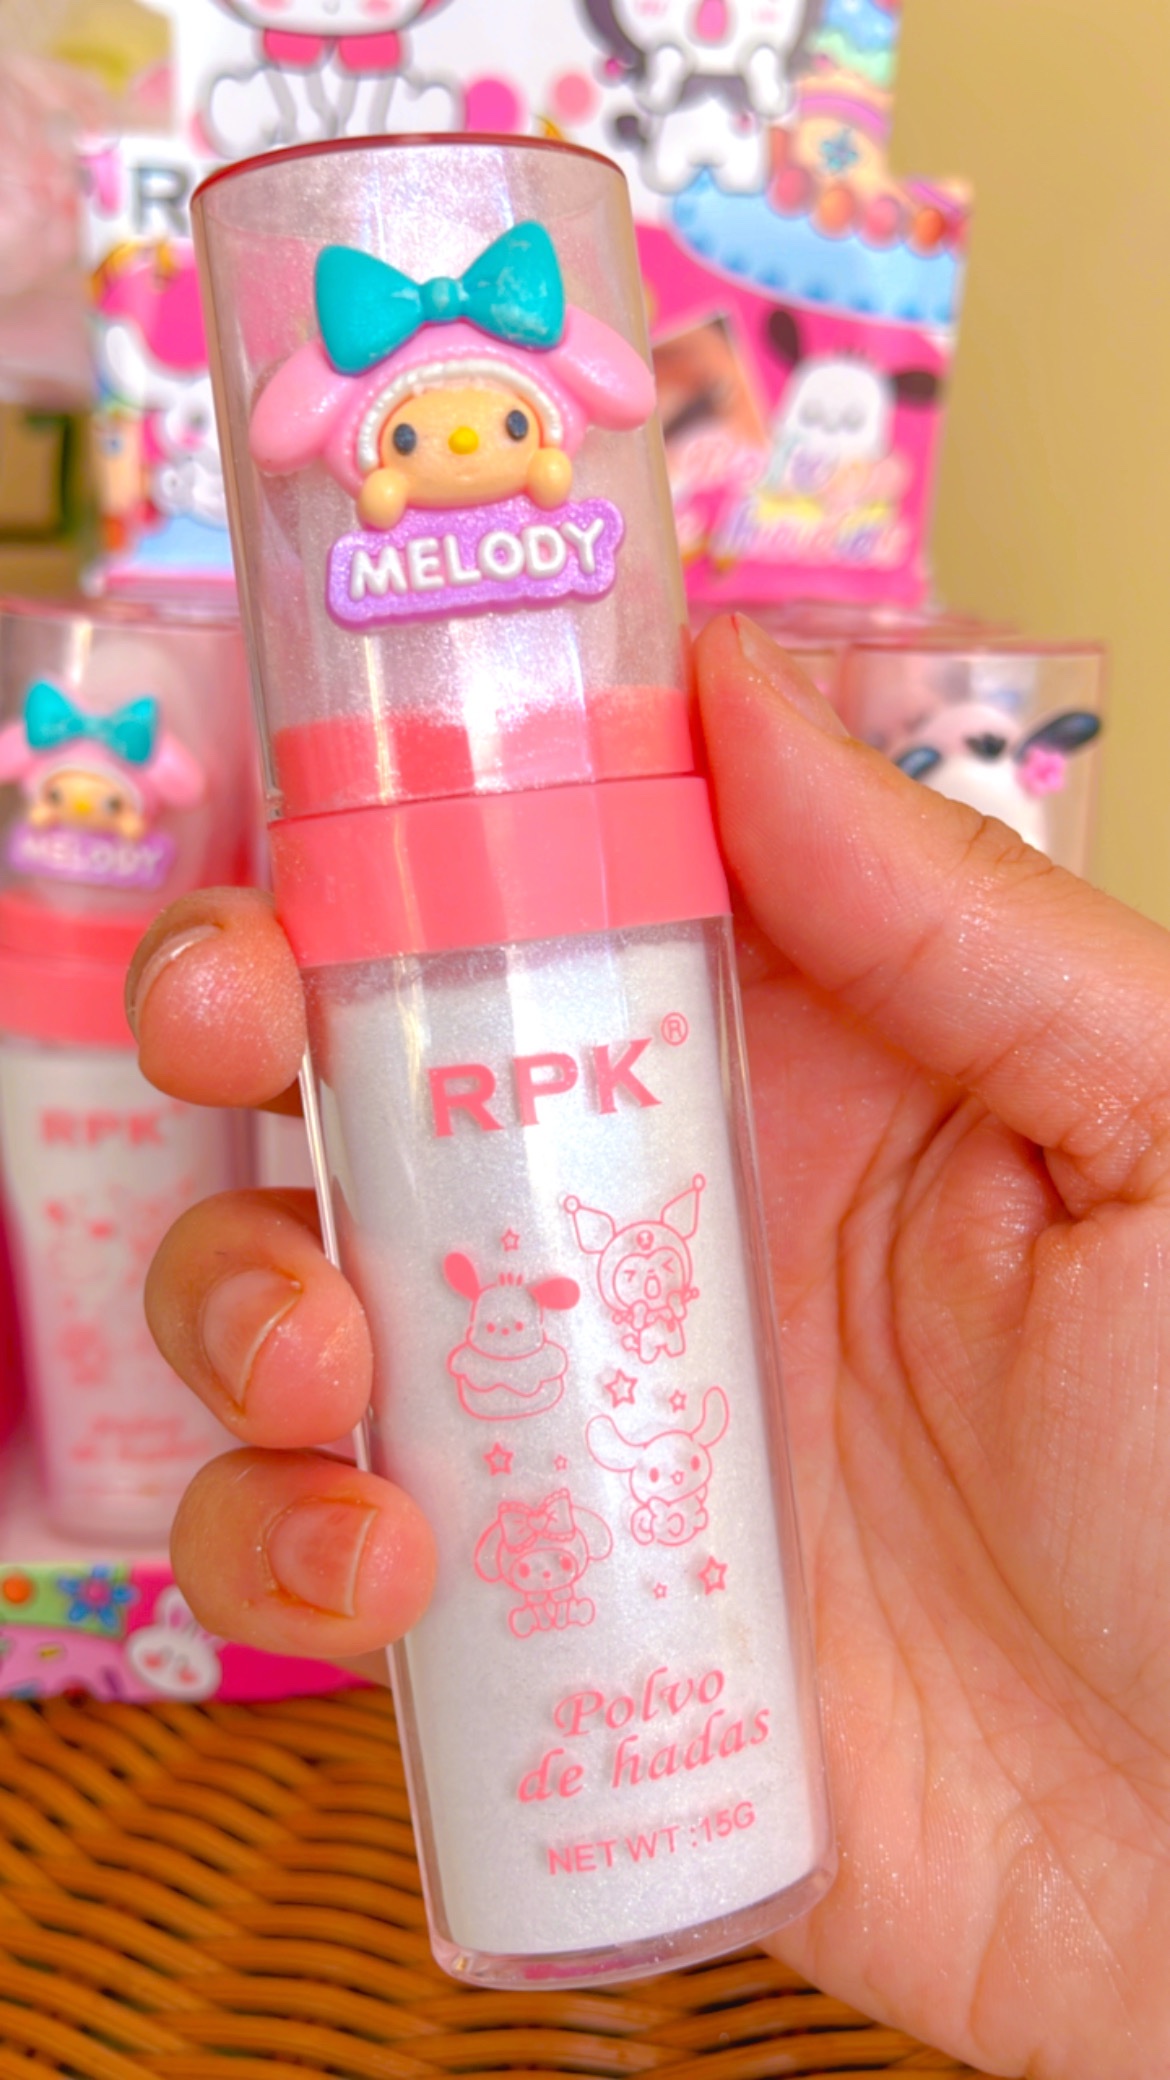 R
MELODY
MELODY
RPK®
RPK
Polvo
de hadas
NET WT:15G